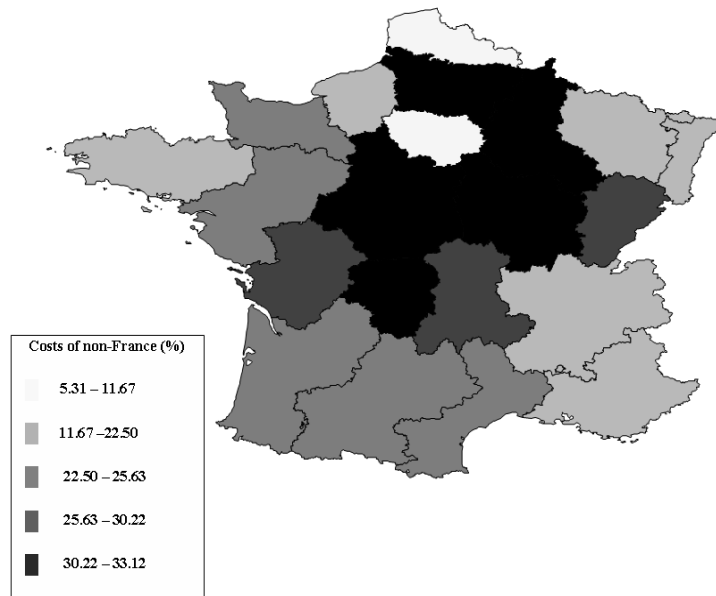 Costs of non-France (%)
5.31 – 11.67
11.67 –22.50
22.50 – 25.63
25.63 – 30.22
30.22 – 33.12